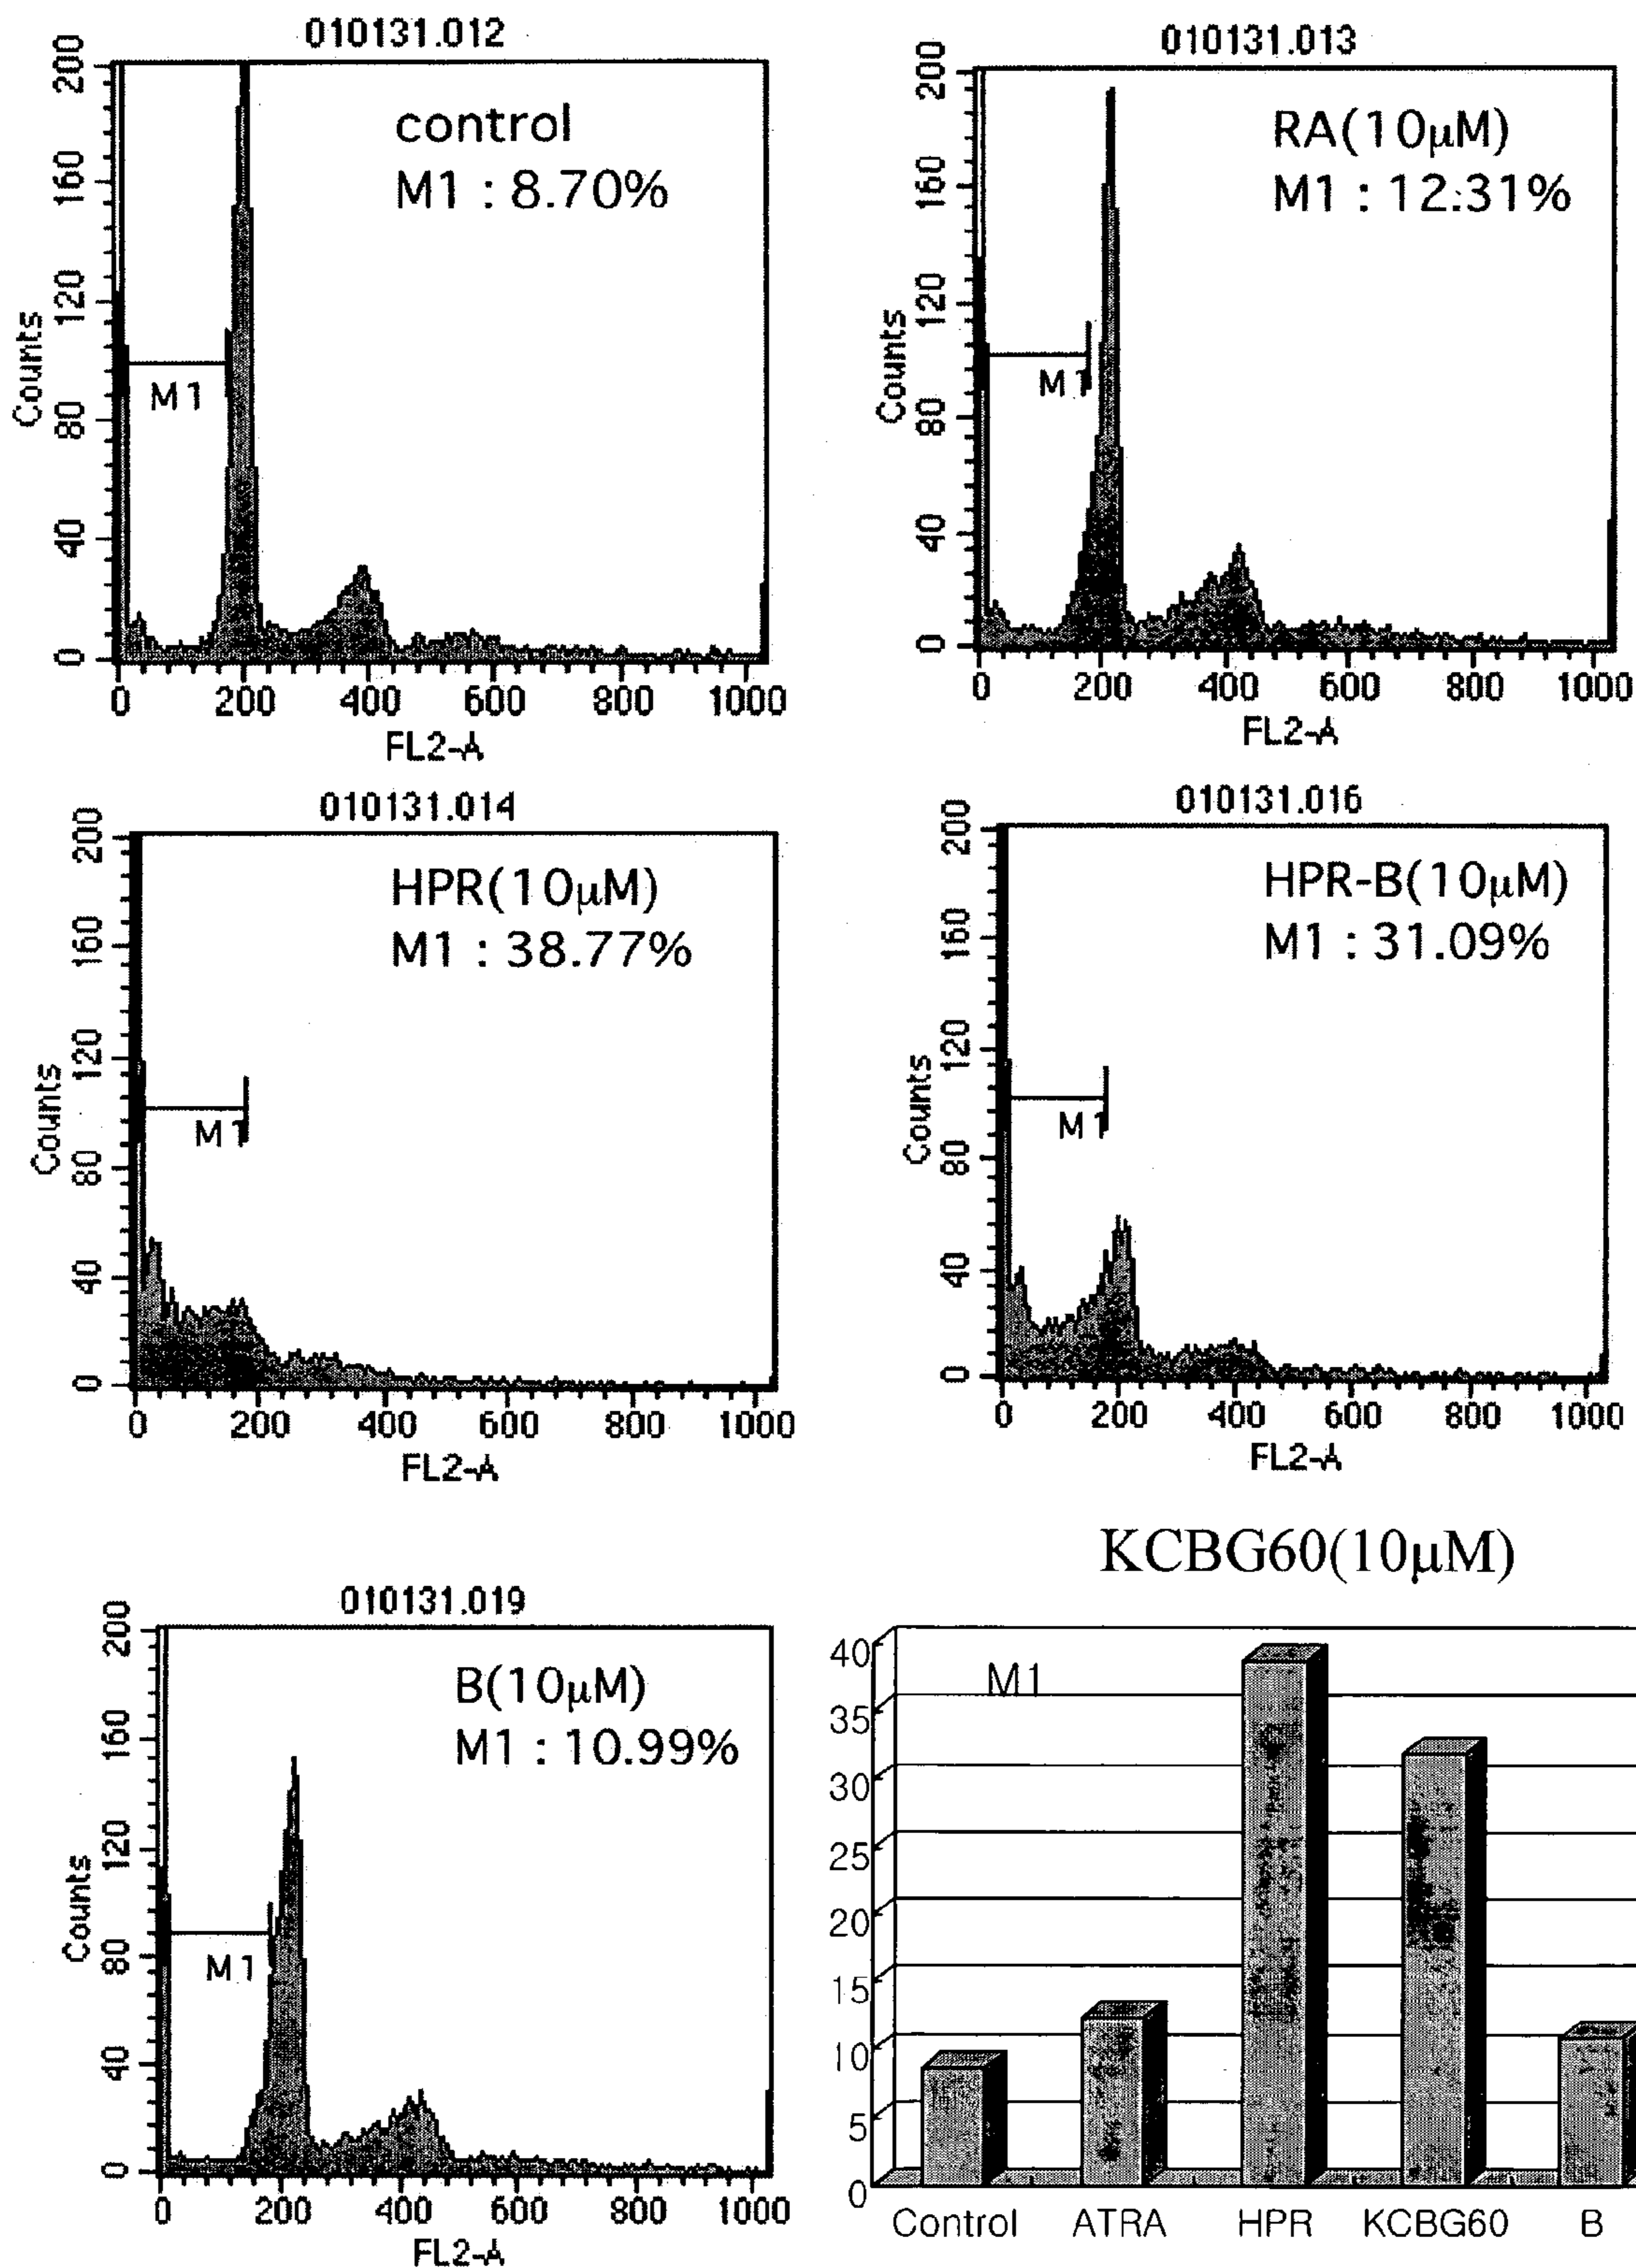 010131.012
control
M1 : 8.70%
200
160
120
80
40
0
Counts
M1
0 200 400 600 800 1000
FL2-A
010131.013
RA(10μM)
M1 : 12.31%
200
160
120
80
40
0
Counts
M1
0 200 400 600 800 1000
FL2-A
010131.014
HPR(10μM)
M1 : 38.77%
200
160
120
80
40
0
Counts
M1
0 200 400 600 800 1000
FL2-A
010131.016
HPR-B(10μM)
M1 : 31.09%
200
160
120
80
40
0
Counts
M1
0 200 400 600 800 1000
FL2-A
010131.019
B(10μM)
M1 : 10.99%
200
160
120
80
40
0
Counts
M1
0 200 400 600 800 1000
FL2-A
KCBG60(10μM)
M1
40
35
30
25
20
15
10
5
0
Control ATRA HPR KCBG60 B